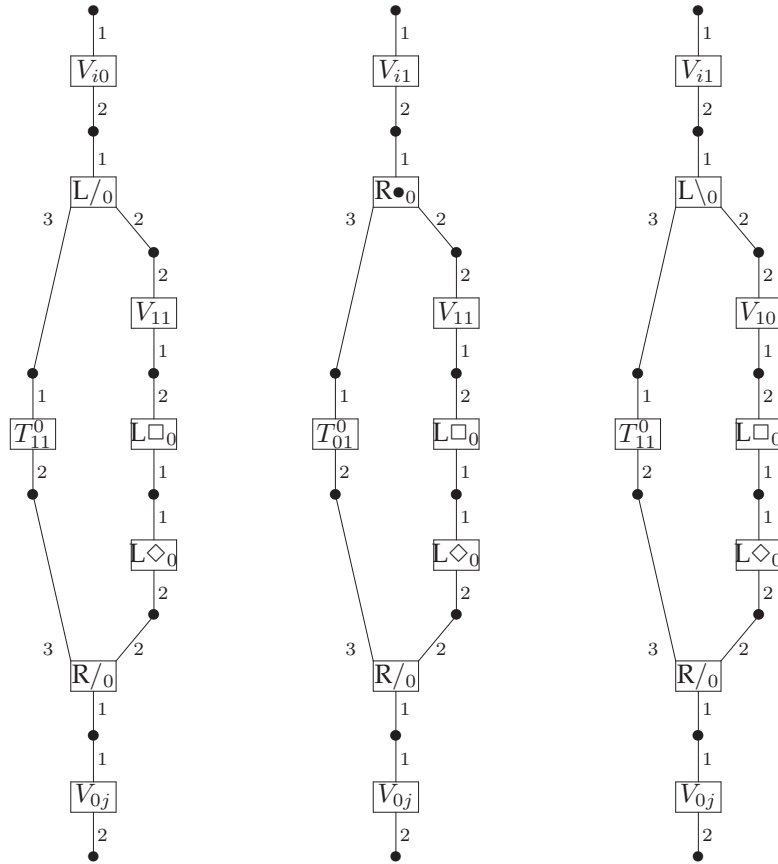 1 1 1
V_{i0} V_{i1} V_{i1}
2 2 2
1 1 1
L/_0 R●_0 L\_0
3 2 3 2 3 2
2 2 2
V_{11} V_{11} V_{10}
1 1 1
1 2 1 2 1 2
T^0_{11} L□_0 T^0_{01} L□_0 T^0_{11} L□_0
2 1 2 1 2 1
1 1 1
L◇_0 L◇_0 L◇_0
2 2 2
3 2 3 2 3 2
R/_0 R/_0 R/_0
1 1 1
1 1 1
V_{0j} V_{0j} V_{0j}
2 2 2